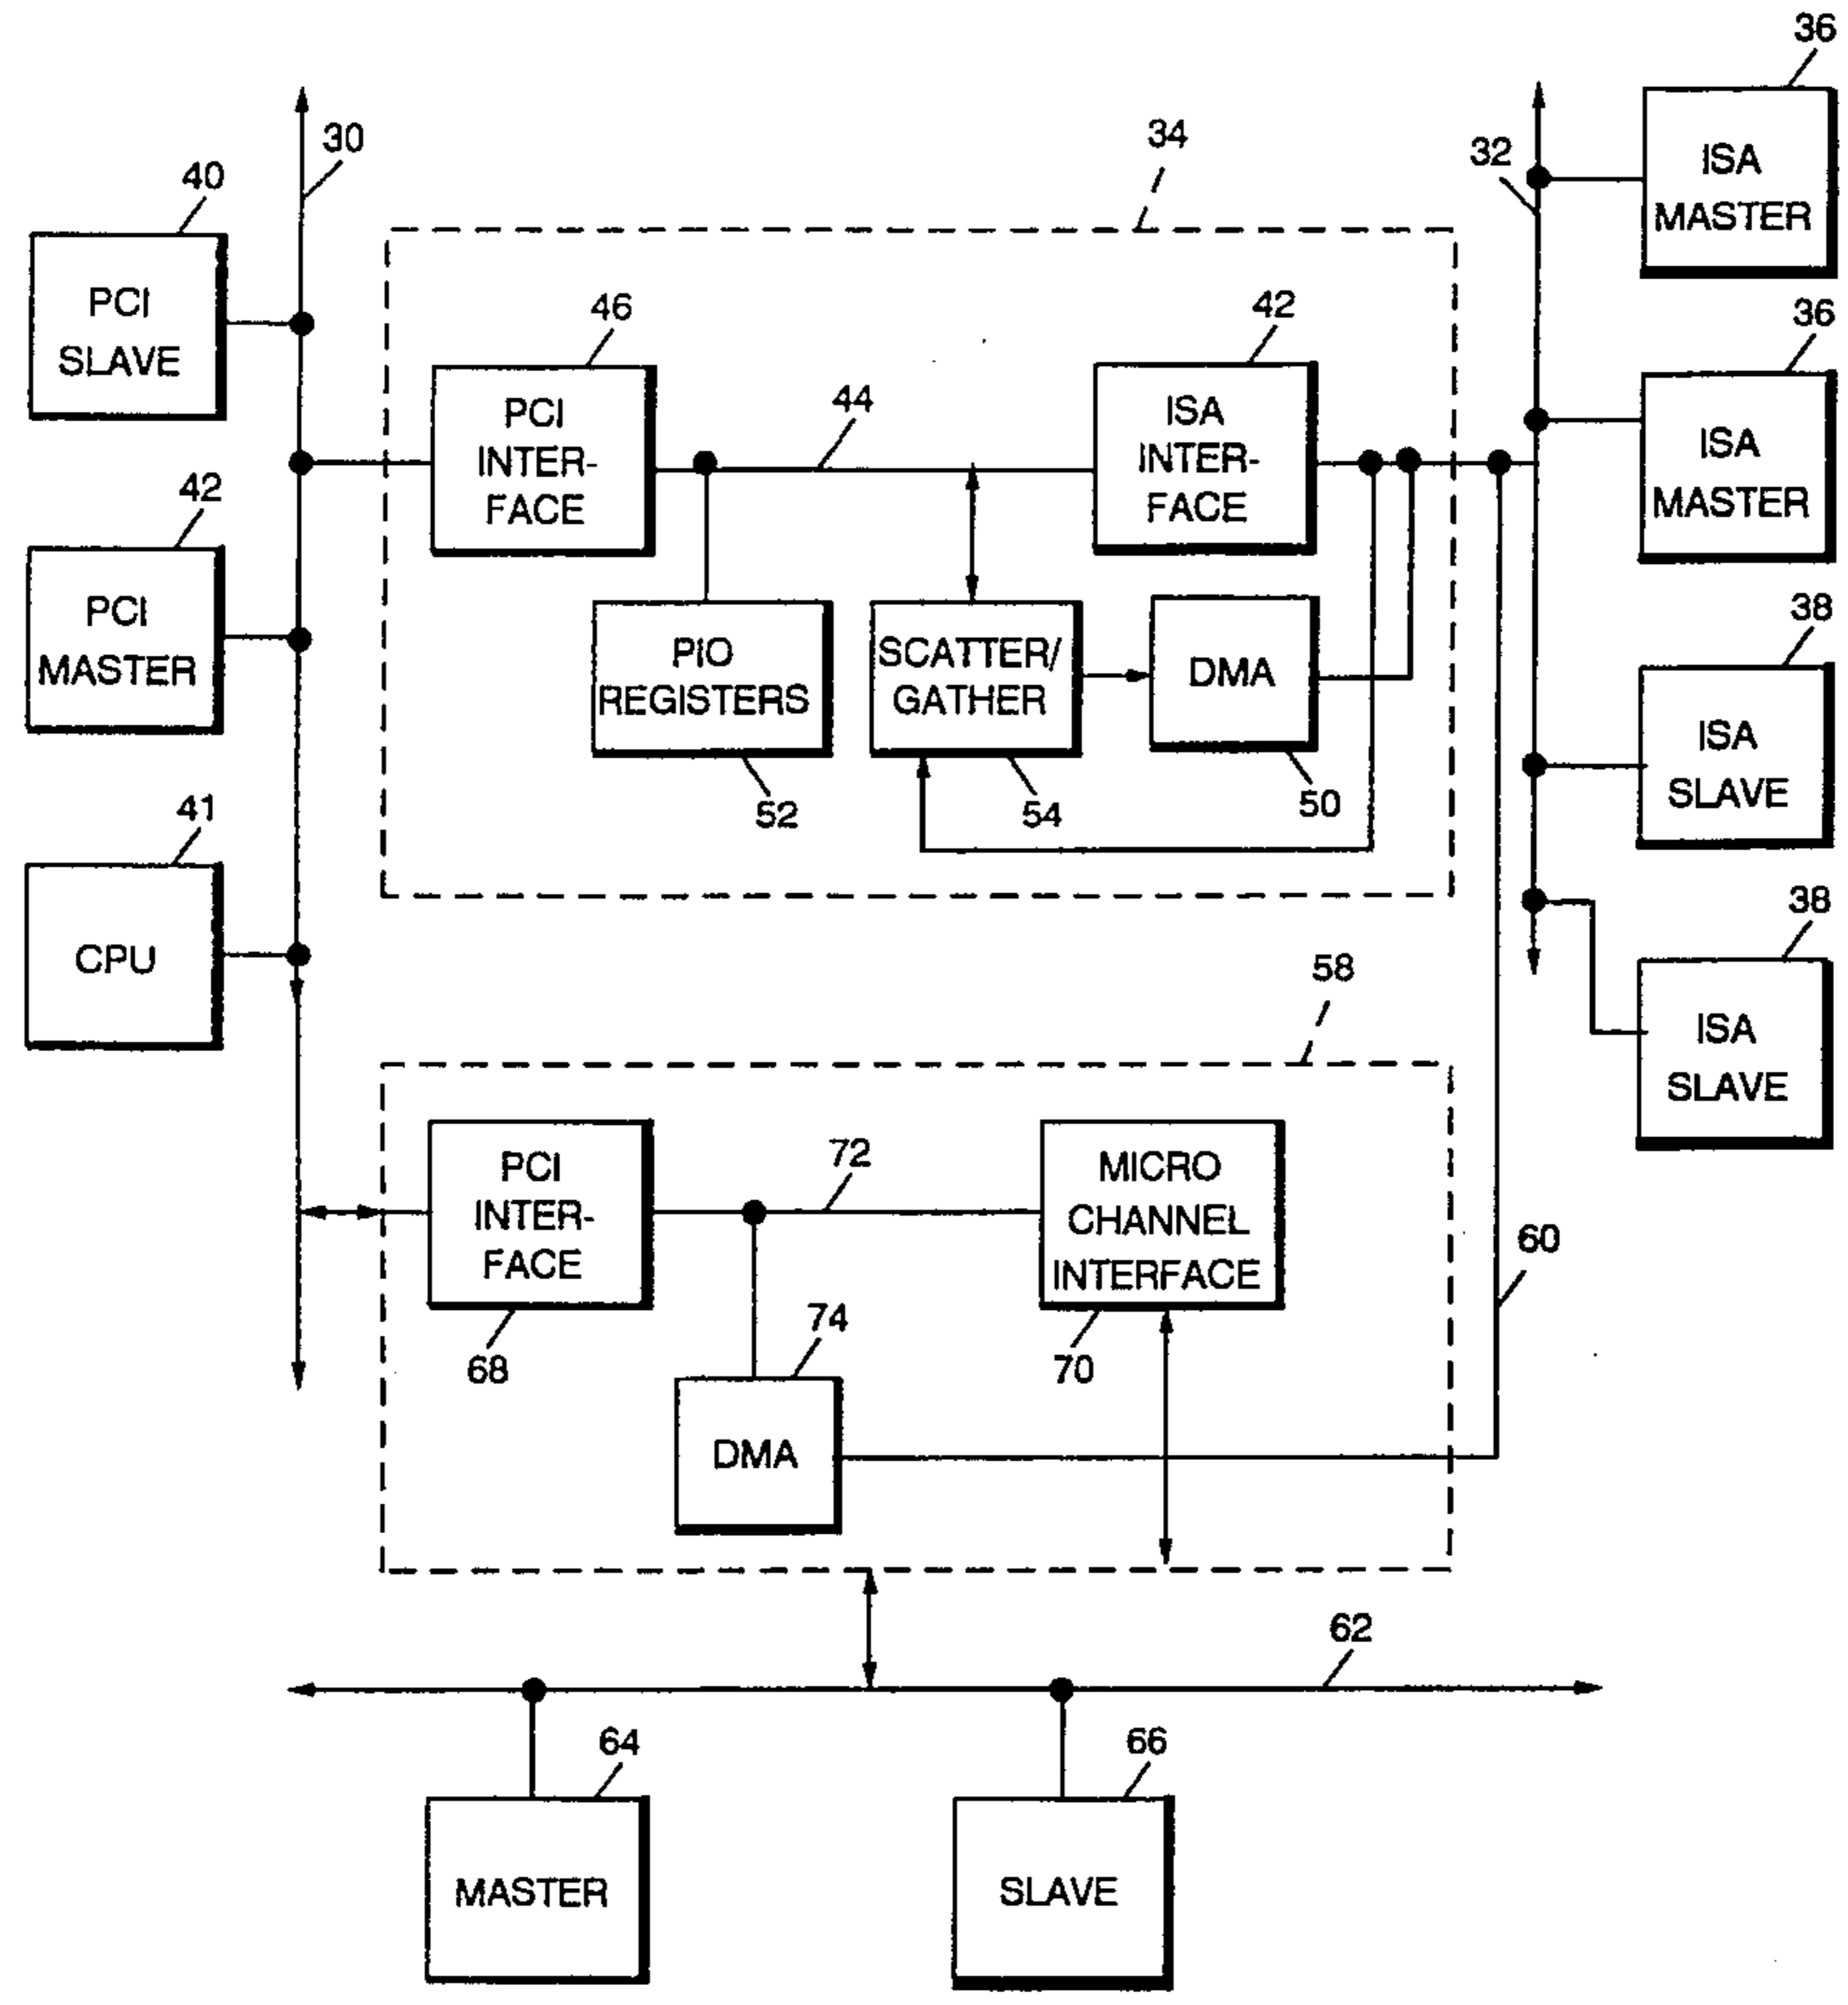 36
30
34
32
ISA
MASTER
40
PCI
SLAVE
46
42
36
PCI
INTER-
FACE
44
ISA
INTER-
FACE
ISA
MASTER
42
PCI
MASTER
PIO
REGISTERS
SCATTER/
GATHER
DMA
38
ISA
SLAVE
52
54
50
41
CPU
38
ISA
SLAVE
58
PCI
INTER-
FACE
72
MICRO
CHANNEL
INTERFACE
60
68
74
70
DMA
62
64
66
MASTER
SLAVE